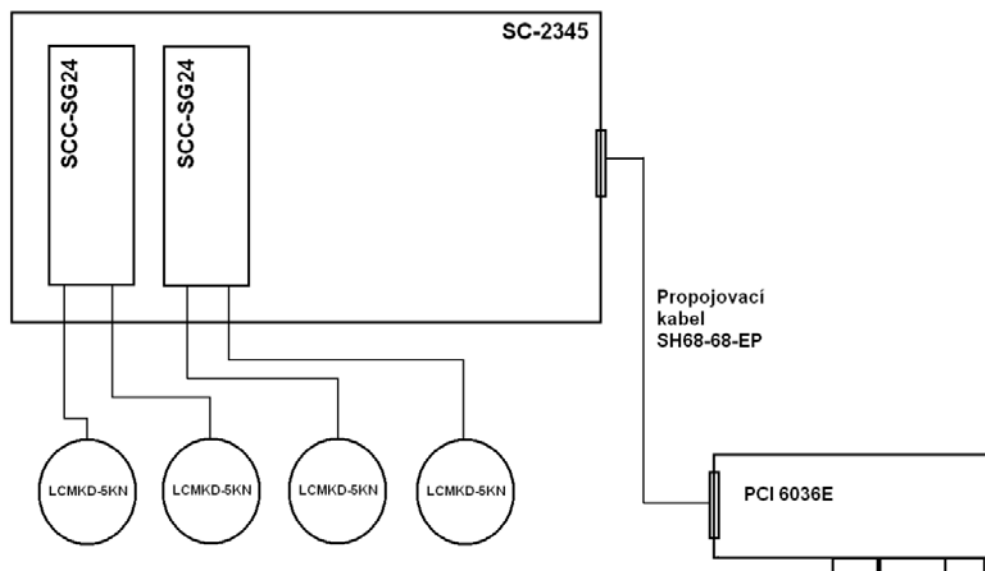 SC-2345
SCC-SG24
SCC-SG24
Propojovací
kabel
SH68-68-EP
LCMKD-5KN
LCMKD-5KN
LCMKD-5KN
LCMKD-5KN
PCI 6036E